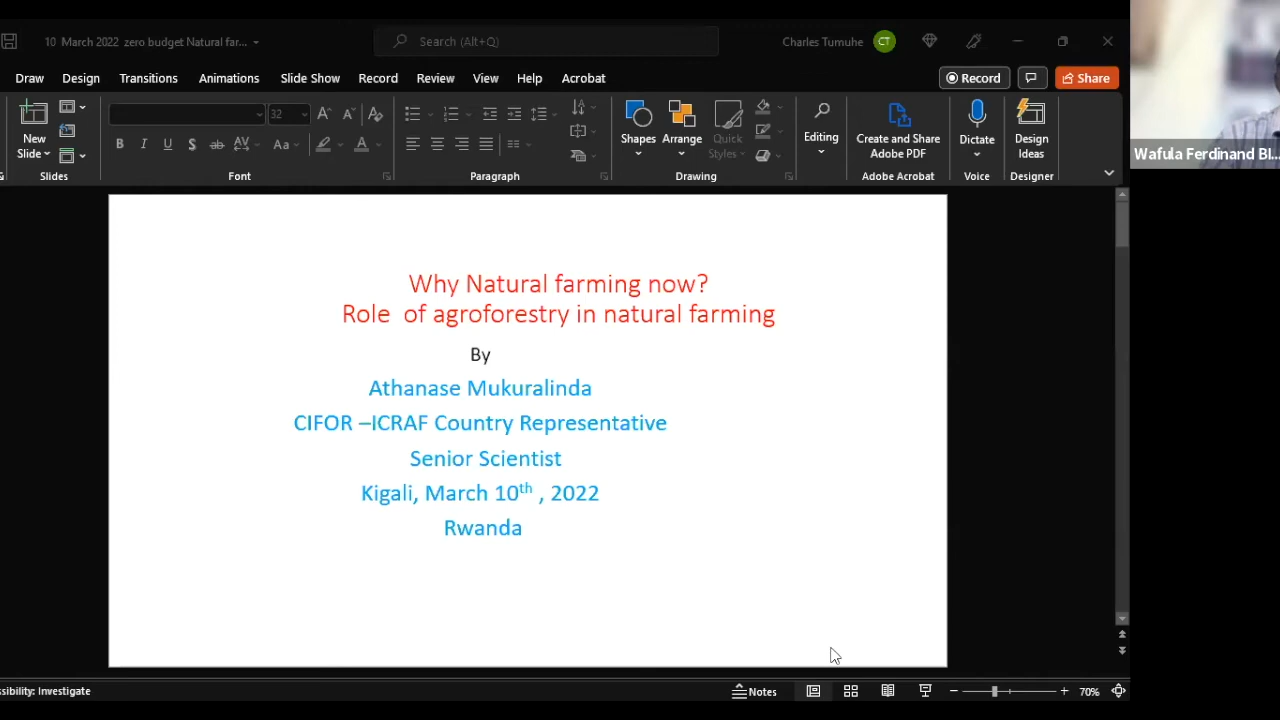 10 March 2022 zero budget Natural far...
Search (Alt+Q)
Charles Tumuhe CT
Draw Design Transitions Animations Slide Show Record Review View Help Acrobat
Record Share
New Slide
32
Shapes Arrange Quick Styles
Editing
Create and Share Adobe PDF
Dictate
Design Ideas
Slides Font Paragraph Drawing Adobe Acrobat Voice Designer
Wafula Ferdinand BI...
Why Natural farming now?
Role of agroforestry in natural farming
By
Athanase Mukuralinda
CIFOR –ICRAF Country Representative
Senior Scientist
Kigali, March 10th , 2022
Rwanda
ssibility: Investigate
Notes
70%